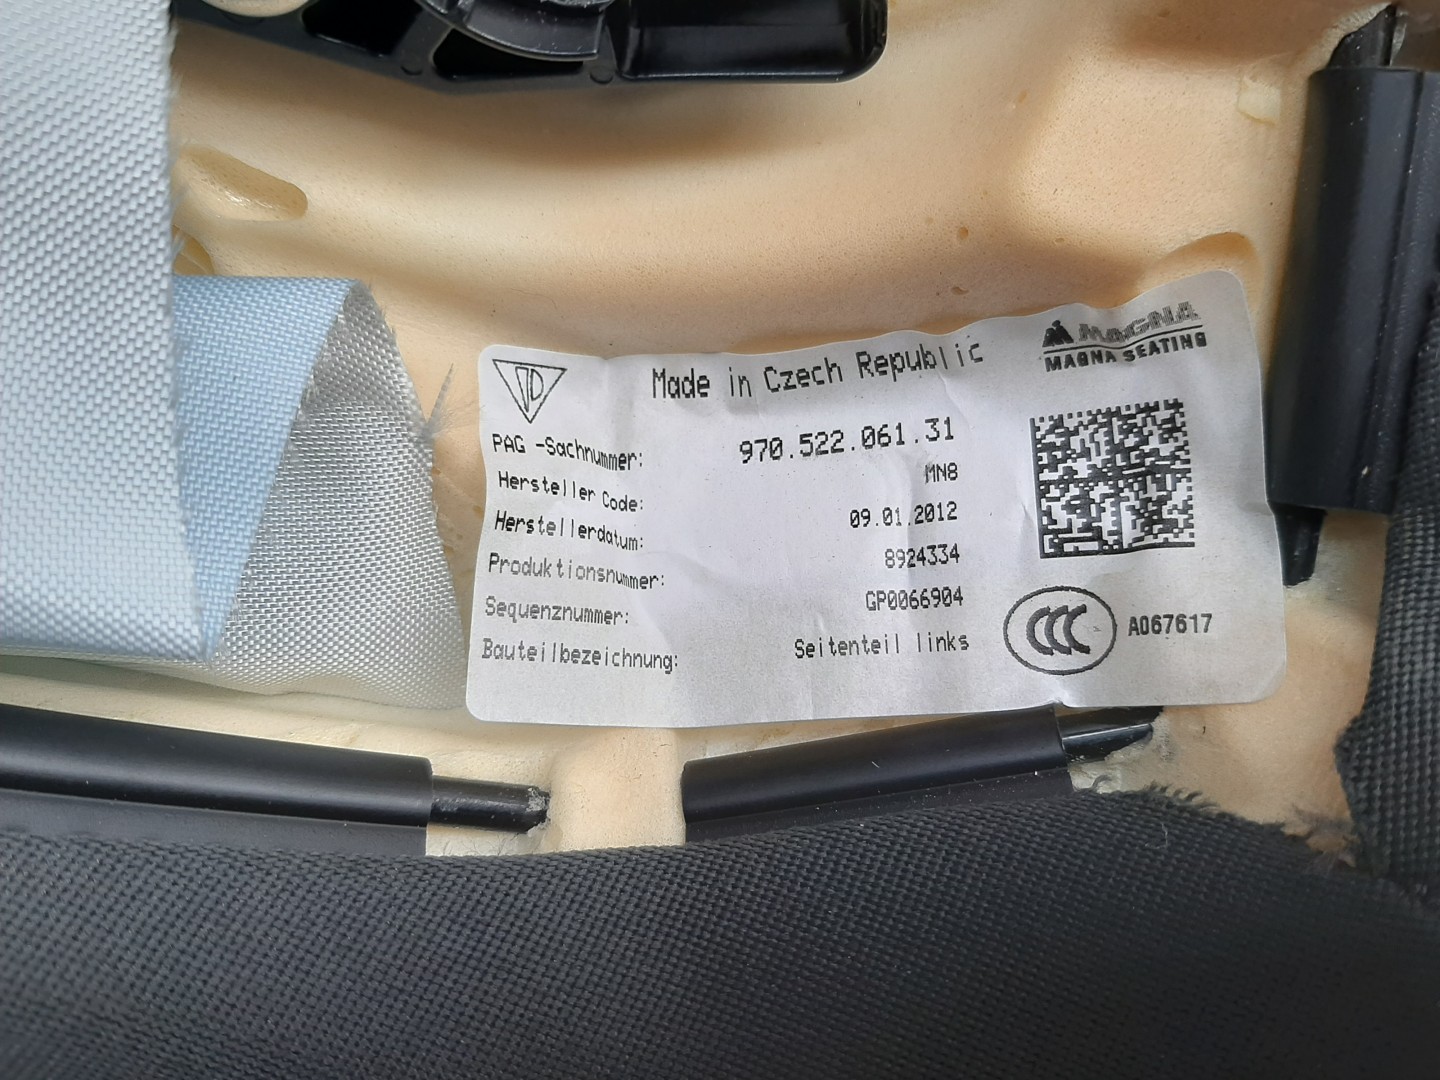 Made in Czech Republic
MAGNA
MAGNA SEATING
PAG -Sachnummer: 970.522.061.31
Hersteller Code: MN8
Herstellerdatum: 09.01.2012
Produktionsnummer: 8924334
Sequenznummer: GP0066904
Bauteilbezeichnung: Seitenteil links
CCC A067617